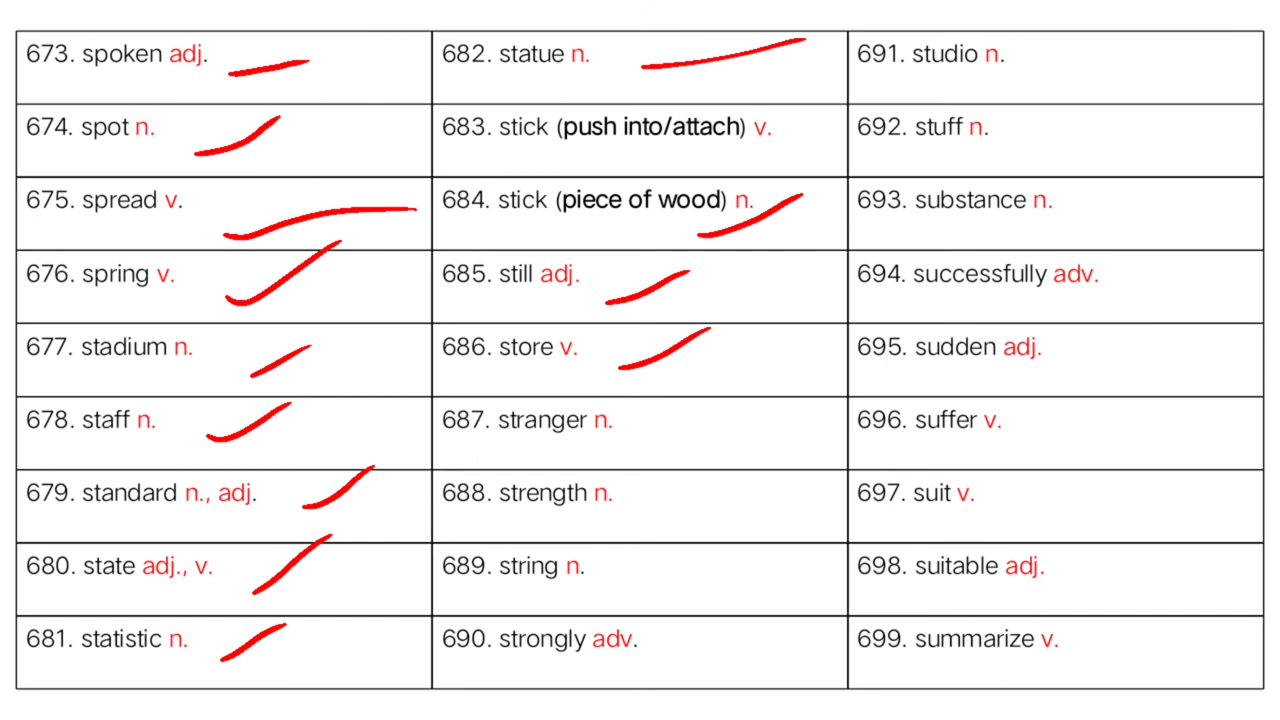 673. spoken adj.
674. spot n.
675. spread v.
676. spring v.
677. stadium n.
678. staff n.
679. standard n., adj.
680. state adj., v.
681. statistic n.
682. statue n.
683. stick (push into/attach) v.
684. stick (piece of wood) n.
685. still adj.
686. store v.
687. stranger n.
688. strength n.
689. string n.
690. strongly adv.
691. studio n.
692. stuff n.
693. substance n.
694. successfully adv.
695. sudden adj.
696. suffer v.
697. suit v.
698. suitable adj.
699. summarize v.